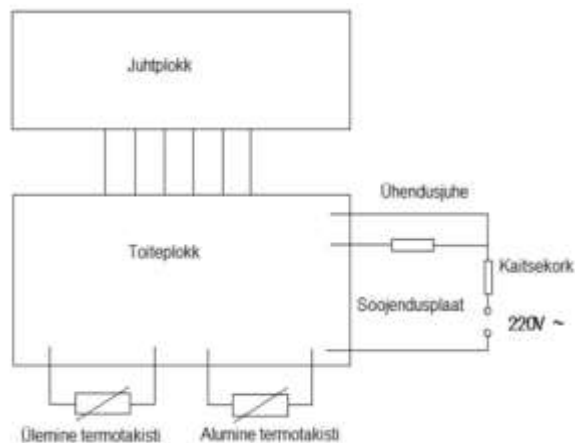 Juhtplokk
Ühendusjuhe
Toiteplokk
Kaitsekork
Soojendusplaat
220V ~
Ülemine termotakisti
Alumine termotakisti